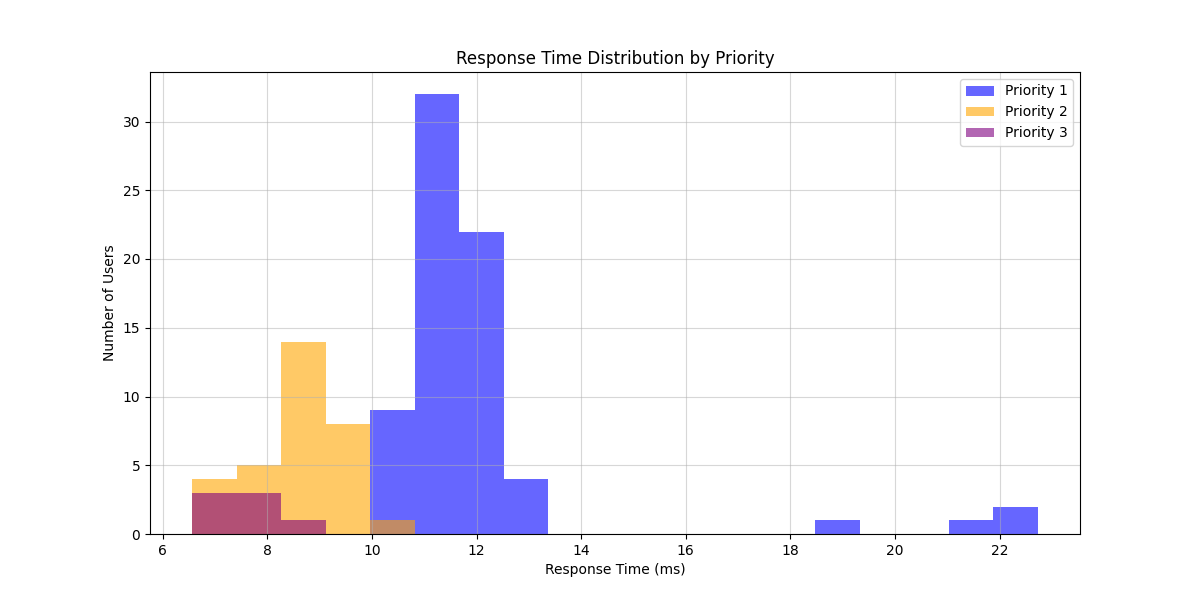 Response Time Distribution by Priority
Priority 1
Priority 2
Priority 3
Number of Users
30
25
20
15
10
5
0
6 8 10 12 14 16 18 20 22
Response Time (ms)